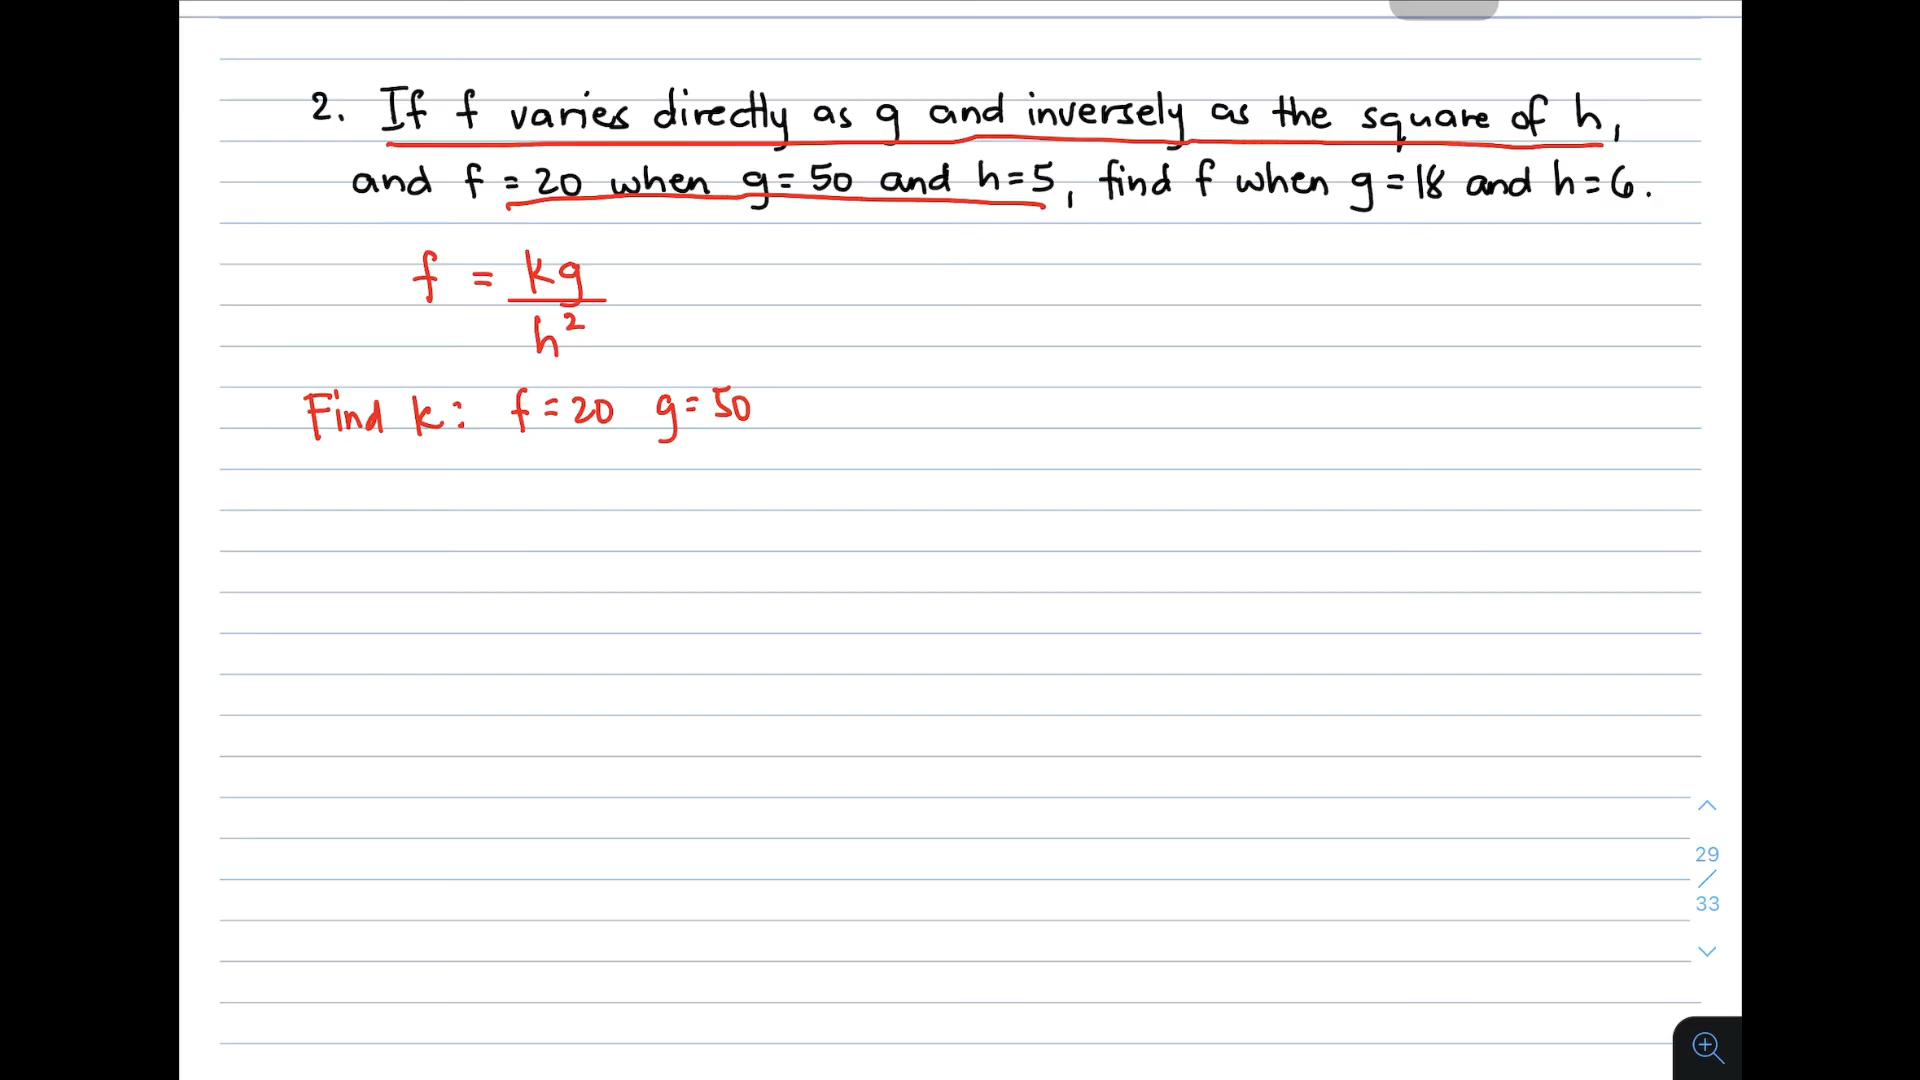 2. If f varies directly as g and inversely as the square of h,
and f = 20 when g = 50 and h = 5, find f when g = 18 and h = 6.
f = kg
h²
Find k: f = 20 g = 50
29
/
33